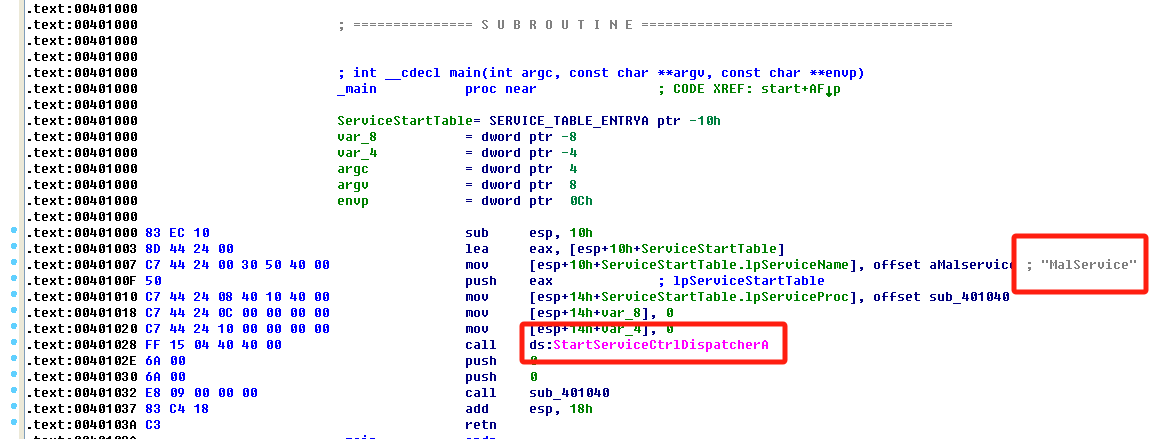 .text:00401000
.text:00401000 ; =============== S U B R O U T I N E =======================================
.text:00401000
.text:00401000
.text:00401000 ; int __cdecl main(int argc, const char **argv, const char **envp)
.text:00401000 _main proc near ; CODE XREF: start+AF↓p
.text:00401000
.text:00401000 ServiceStartTable= SERVICE_TABLE_ENTRYA ptr -10h
.text:00401000 var_8 = dword ptr -8
.text:00401000 var_4 = dword ptr -4
.text:00401000 argc = dword ptr 4
.text:00401000 argv = dword ptr 8
.text:00401000 envp = dword ptr 0Ch
.text:00401000
.text:00401000 83 EC 10 sub esp, 10h
.text:00401003 8D 44 24 00 lea eax, [esp+10h+ServiceStartTable]
.text:00401007 C7 44 24 00 30 50 40 00 mov [esp+10h+ServiceStartTable.lpServiceName], offset aMalservice ; "MalService"
.text:0040100F 50 push eax ; lpServiceStartTable
.text:00401010 C7 44 24 08 40 10 40 00 mov [esp+14h+ServiceStartTable.lpServiceProc], offset sub_401040
.text:00401018 C7 44 24 0C 00 00 00 00 mov [esp+14h+var_8], 0
.text:00401020 C7 44 24 10 00 00 00 00 mov [esp+14h+var_4], 0
.text:00401028 FF 15 04 40 40 00 call ds:StartServiceCtrlDispatcherA
.text:0040102E 6A 00 push 0
.text:00401030 6A 00 push 0
.text:00401032 E8 09 00 00 00 call sub_401040
.text:00401037 83 C4 18 add esp, 18h
.text:0040103A C3 retn